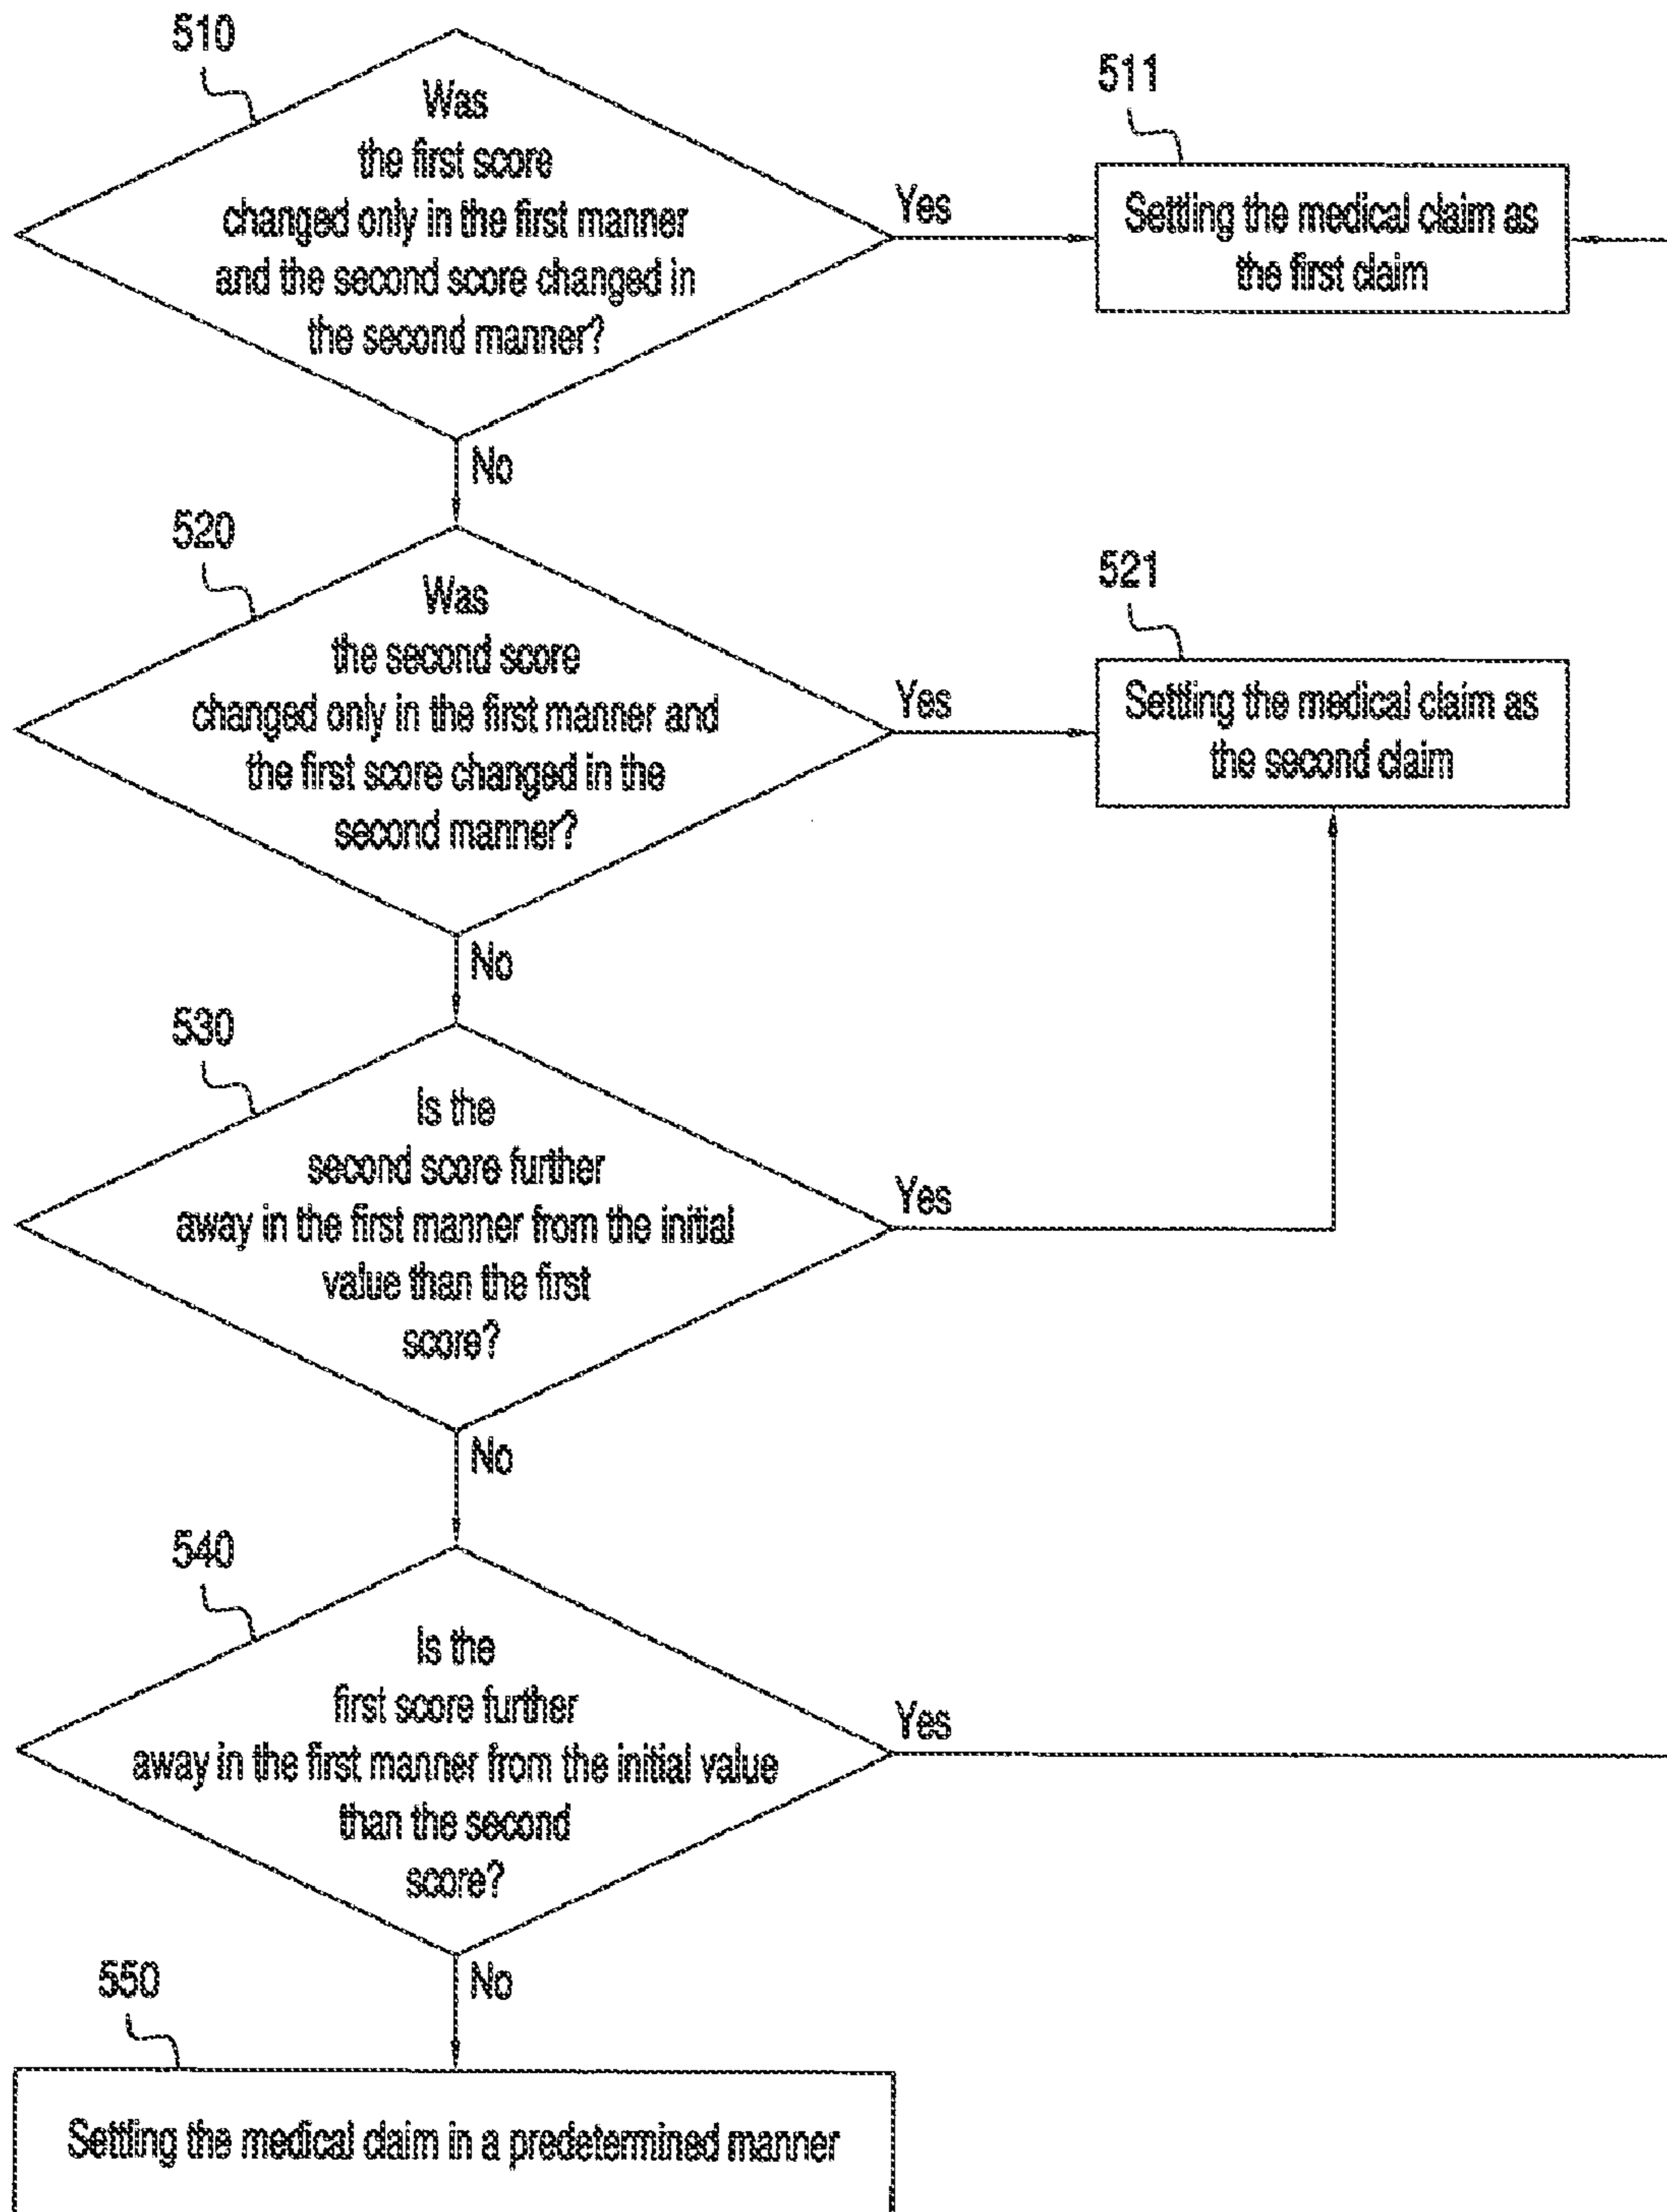 510
Was
the first score
changed only in the first manner
and the second score changed in
the second manner?
Yes
511
Settling the medical claim as
the first claim
No
520
Was
the second score
changed only in the first manner and
the first score changed in the
second manner?
Yes
521
Settling the medical claim as
the second claim
No
530
Is the
second score further
away in the first manner from the initial
value than the first
score?
Yes
No
540
Is the
first score further
away in the first manner from the initial value
than the second
score?
Yes
No
550
Settling the medical claim in a predetermined manner